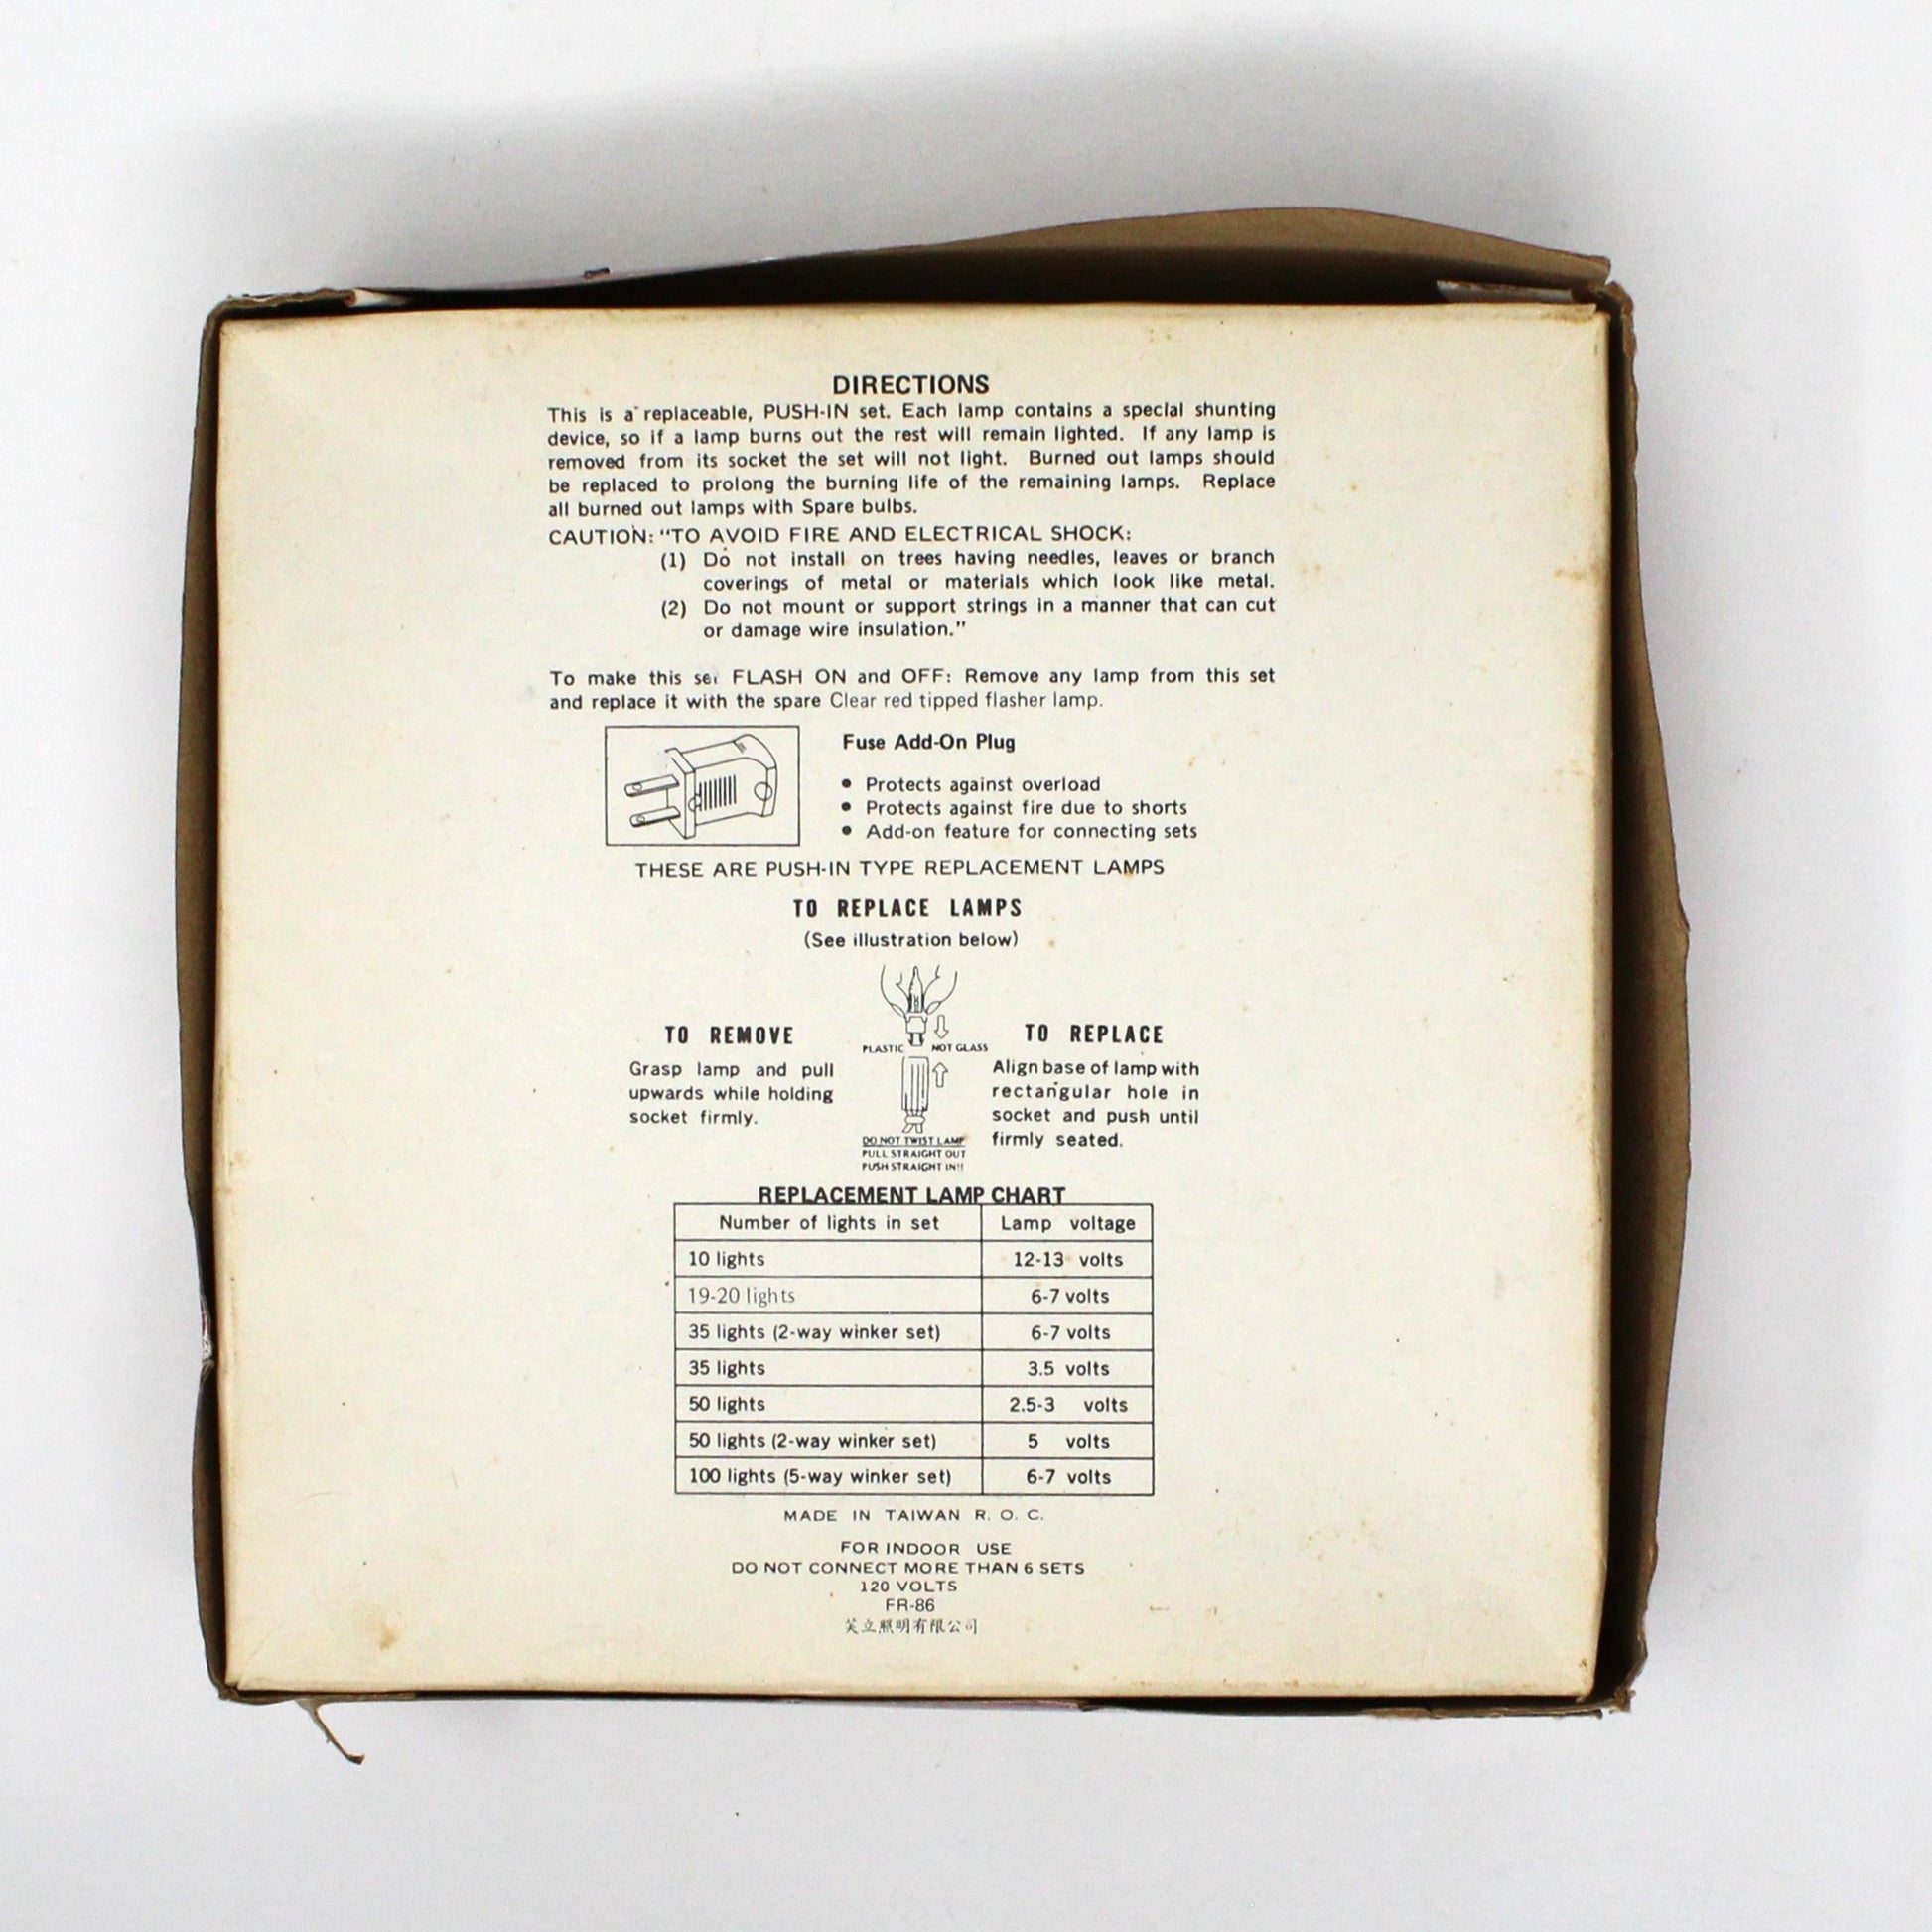 DIRECTIONS
This is a replaceable, PUSH-IN set. Each lamp contains a special shunting
device, so if a lamp burns out the rest will remain lighted. If any lamp is
removed from its socket the set will not light. Burned out lamps should
be replaced to prolong the burning life of the remaining lamps. Replace
all burned out lamps with Spare bulbs.
CAUTION: "TO AVOID FIRE AND ELECTRICAL SHOCK:
(1) Do not install on trees having needles, leaves or branch
coverings of metal or materials which look like metal.
(2) Do not mount or support strings in a manner that can cut
or damage wire insulation."
To make this set FLASH ON and OFF: Remove any lamp from this set
and replace it with the spare Clear red tipped flasher lamp.
Fuse Add-On Plug
• Protects against overload
• Protects against fire due to shorts
• Add-on feature for connecting sets
THESE ARE PUSH-IN TYPE REPLACEMENT LAMPS
TO REPLACE LAMPS
(See illustration below)
TO REMOVE
Grasp lamp and pull
upwards while holding
socket firmly.
PLASTIC NOT GLASS
DO NOT TWIST LAMP
PULL STRAIGHT OUT
PUSH STRAIGHT IN!!
TO REPLACE
Align base of lamp with
rectangular hole in
socket and push until
firmly seated.
REPLACEMENT LAMP CHART
Number of lights in set Lamp voltage
10 lights 12-13 volts
19-20 lights 6-7 volts
35 lights (2-way winker set) 6-7 volts
35 lights 3.5 volts
50 lights 2.5-3 volts
50 lights (2-way winker set) 5 volts
100 lights (5-way winker set) 6-7 volts
MADE IN TAIWAN R. O. C.
FOR INDOOR USE
DO NOT CONNECT MORE THAN 6 SETS
120 VOLTS
FR-86
立照明有限公司